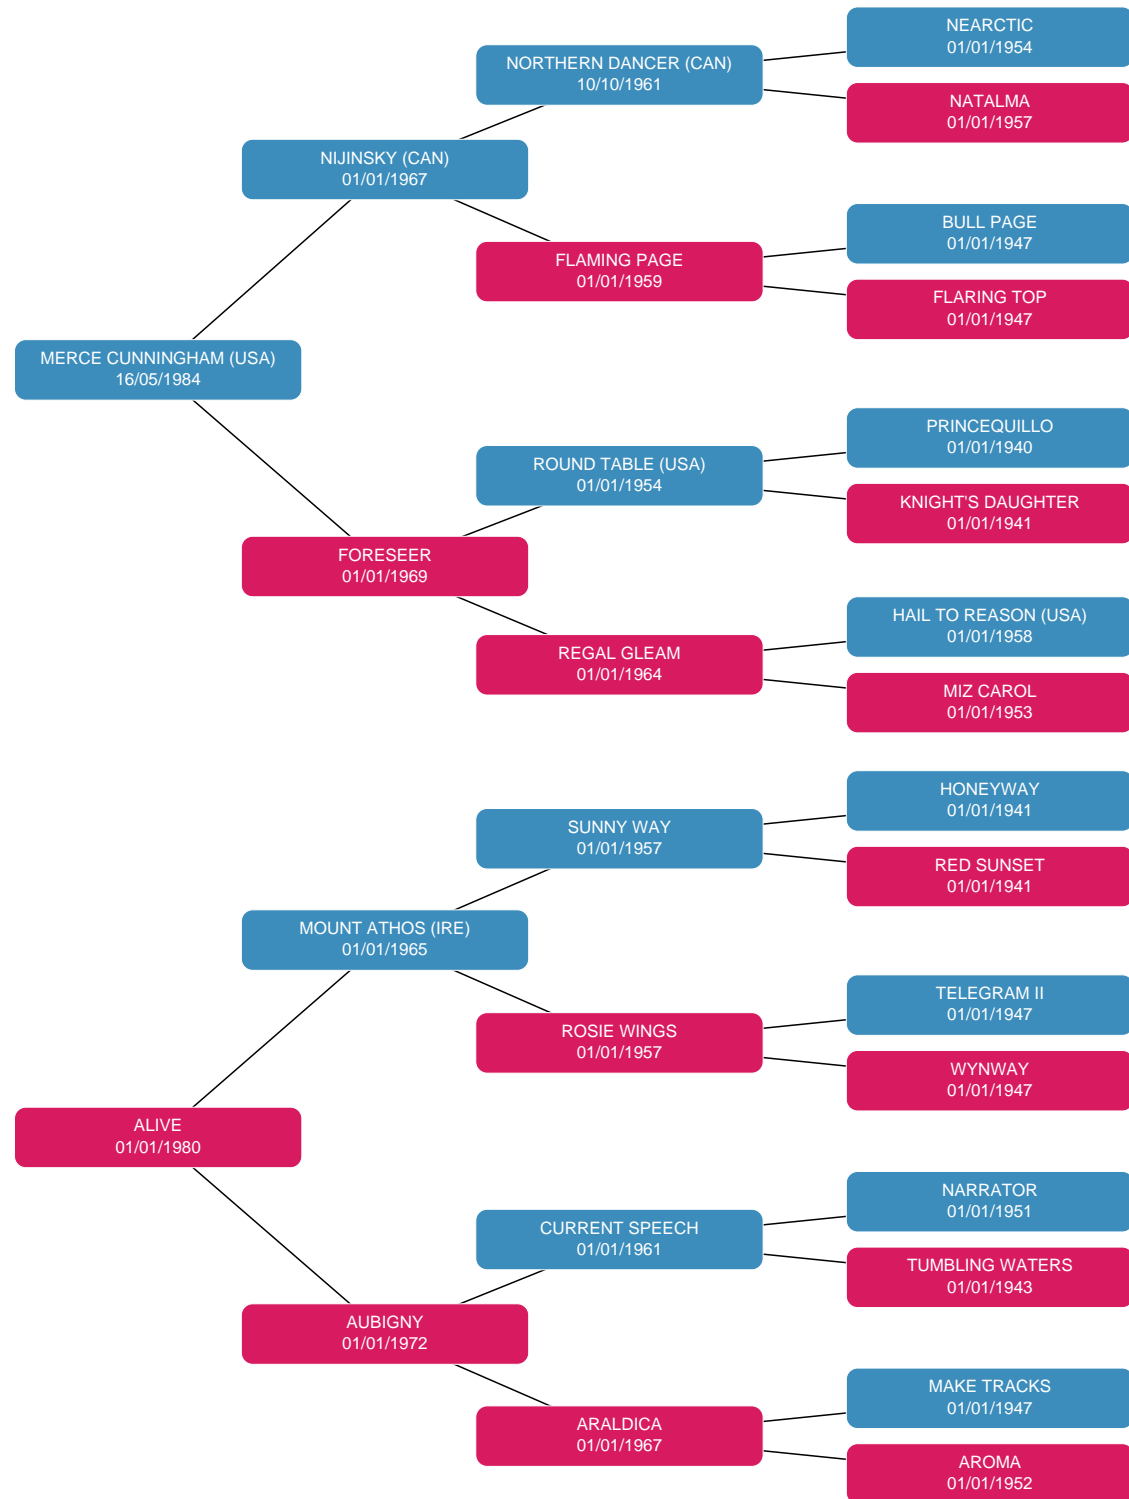 NEARCTIC
01/01/1954
NORTHERN DANCER (CAN)
10/10/1961
NATALMA
01/01/1957
NIJINSKY (CAN)
01/01/1967
BULL PAGE
01/01/1947
FLAMING PAGE
01/01/1959
FLARING TOP
01/01/1947
MERCE CUNNINGHAM (USA)
16/05/1984
PRINCEQUILLO
01/01/1940
ROUND TABLE (USA)
01/01/1954
KNIGHT'S DAUGHTER
01/01/1941
FORESEER
01/01/1969
HAIL TO REASON (USA)
01/01/1958
REGAL GLEAM
01/01/1964
MIZ CAROL
01/01/1953
HONEYWAY
01/01/1941
SUNNY WAY
01/01/1957
RED SUNSET
01/01/1941
MOUNT ATHOS (IRE)
01/01/1965
TELEGRAM II
01/01/1947
ROSIE WINGS
01/01/1957
WYNWAY
01/01/1947
ALIVE
01/01/1980
NARRATOR
01/01/1951
CURRENT SPEECH
01/01/1961
TUMBLING WATERS
01/01/1943
AUBIGNY
01/01/1972
MAKE TRACKS
01/01/1947
ARALDICA
01/01/1967
AROMA
01/01/1952